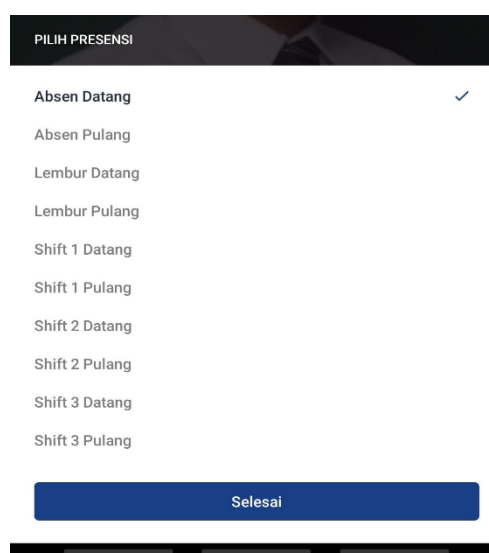 PILIH PRESENSI
Absen Datang
Absen Pulang
Lembur Datang
Lembur Pulang
Shift 1 Datang
Shift 1 Pulang
Shift 2 Datang
Shift 2 Pulang
Shift 3 Datang
Shift 3 Pulang
Selesai